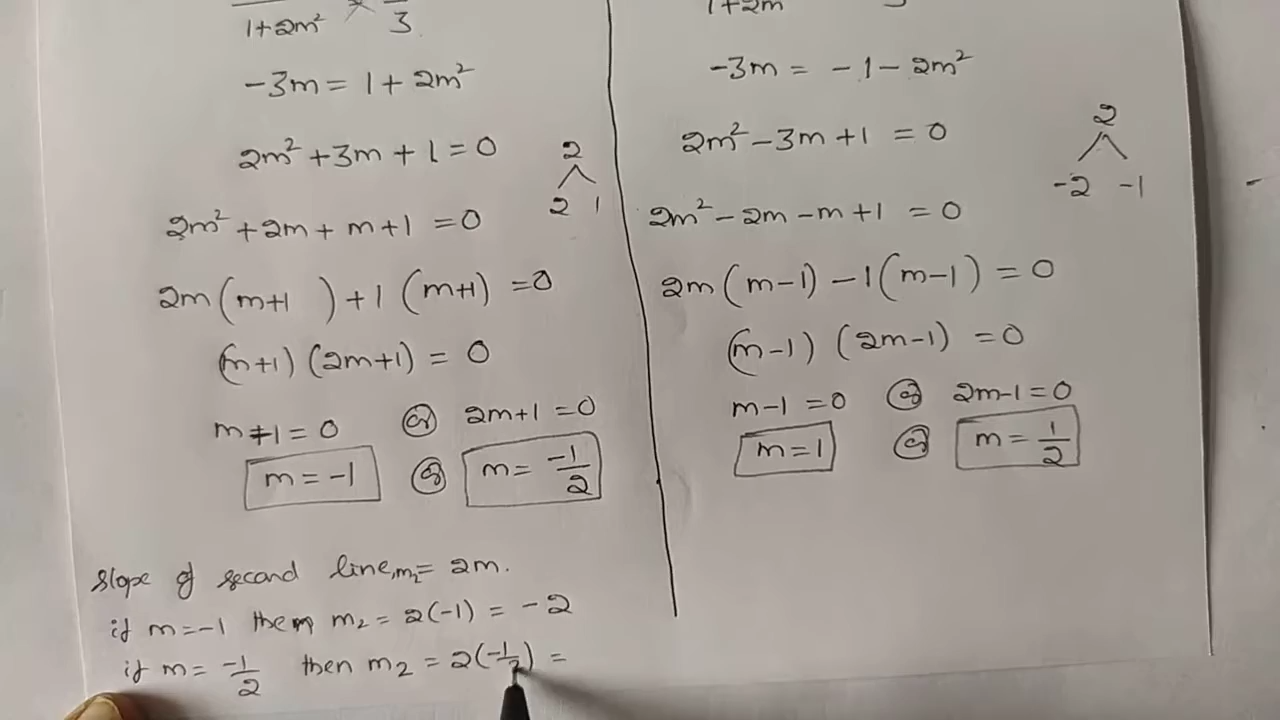 1+2m² × 3
-3m = 1 + 2m²
2m² + 3m + 1 = 0
2
2 1
2m² + 2m + m + 1 = 0
2m (m+1 ) + 1 (m+1) = 0
(m+1) (2m+1) = 0
m+1 = 0 or 2m+1 = 0
m = -1 or m = -1/2
1+2m
-3m = -1 - 2m²
2m² - 3m + 1 = 0
2
-2 -1
2m² - 2m - m + 1 = 0
2m (m-1) - 1 (m-1) = 0
(m-1) (2m-1) = 0
m-1 = 0 or 2m-1 = 0
m = 1 or m = 1/2
slope of second line, m₂ = 2m.
if m = -1 then m₂ = 2(-1) = -2
if m = -1/2 then m₂ = 2(-1/2) =